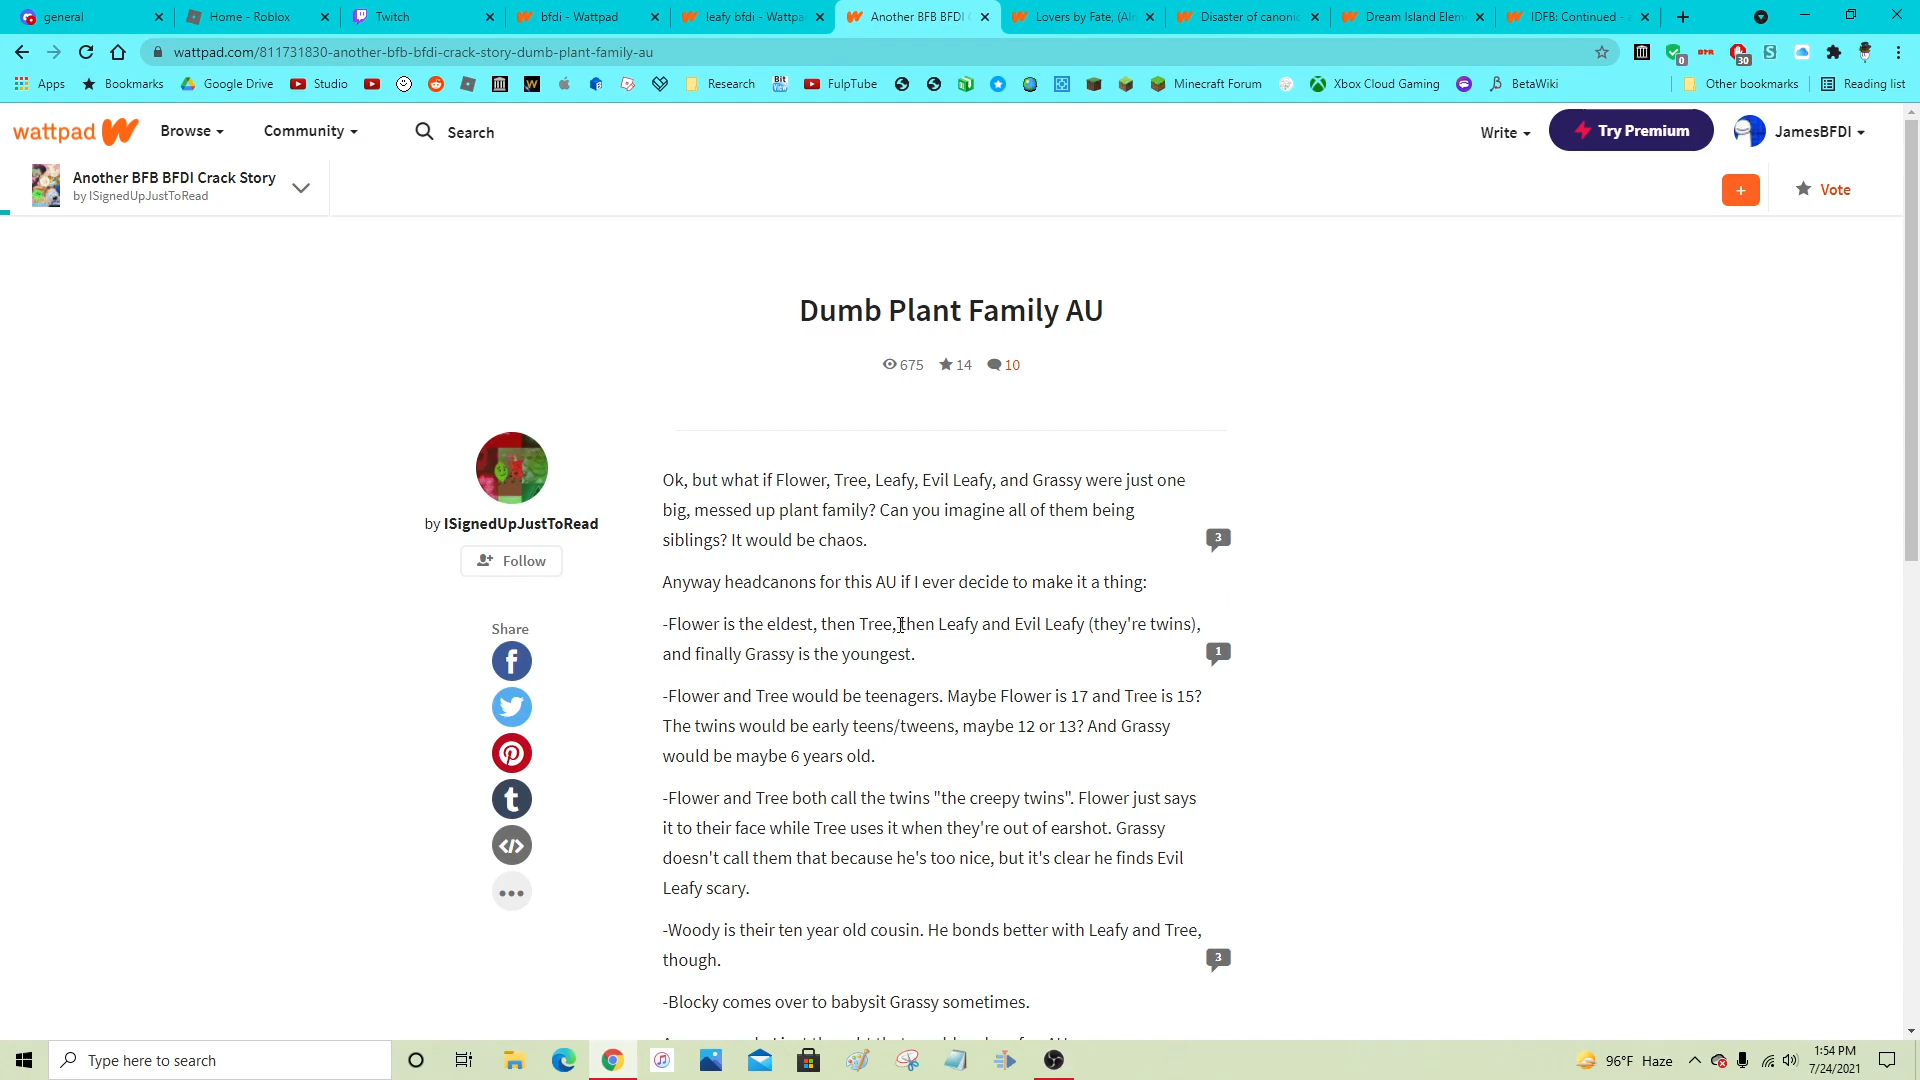 general
Home - Roblox
Twitch
bfdi - Wattpad
leafy bfdi - Wattpa
Another BFB BFDI C
Lovers by Fate, (Al
Disaster of canonic
Dream Island Elem
IDFB: Continued -
wattpad.com/811731830-another-bfb-bfdi-crack-story-dumb-plant-family-au
0
BTR
30
Apps
Bookmarks
Google Drive
Studio
Research
Bit View
FulpTube
Minecraft Forum
Xbox Cloud Gaming
BetaWiki
Other bookmarks
Reading list
wattpad
Browse
Community
Search
Write
Try Premium
JamesBFDI
Another BFB BFDI Crack Story
by ISignedUpJustToRead
+
Vote
Dumb Plant Family AU
675 14 10
by ISignedUpJustToRead
Follow
Share
Ok, but what if Flower, Tree, Leafy, Evil Leafy, and Grassy were just one
big, messed up plant family? Can you imagine all of them being
siblings? It would be chaos.
3
Anyway headcanons for this AU if I ever decide to make it a thing:
-Flower is the eldest, then Tree, then Leafy and Evil Leafy (they're twins),
and finally Grassy is the youngest.
1
-Flower and Tree would be teenagers. Maybe Flower is 17 and Tree is 15?
The twins would be early teens/tweens, maybe 12 or 13? And Grassy
would be maybe 6 years old.
-Flower and Tree both call the twins "the creepy twins". Flower just says
it to their face while Tree uses it when they're out of earshot. Grassy
doesn't call them that because he's too nice, but it's clear he finds Evil
Leafy scary.
-Woody is their ten year old cousin. He bonds better with Leafy and Tree,
though.
3
-Blocky comes over to babysit Grassy sometimes.
Type here to search
96°F Haze
1:54 PM
7/24/2021